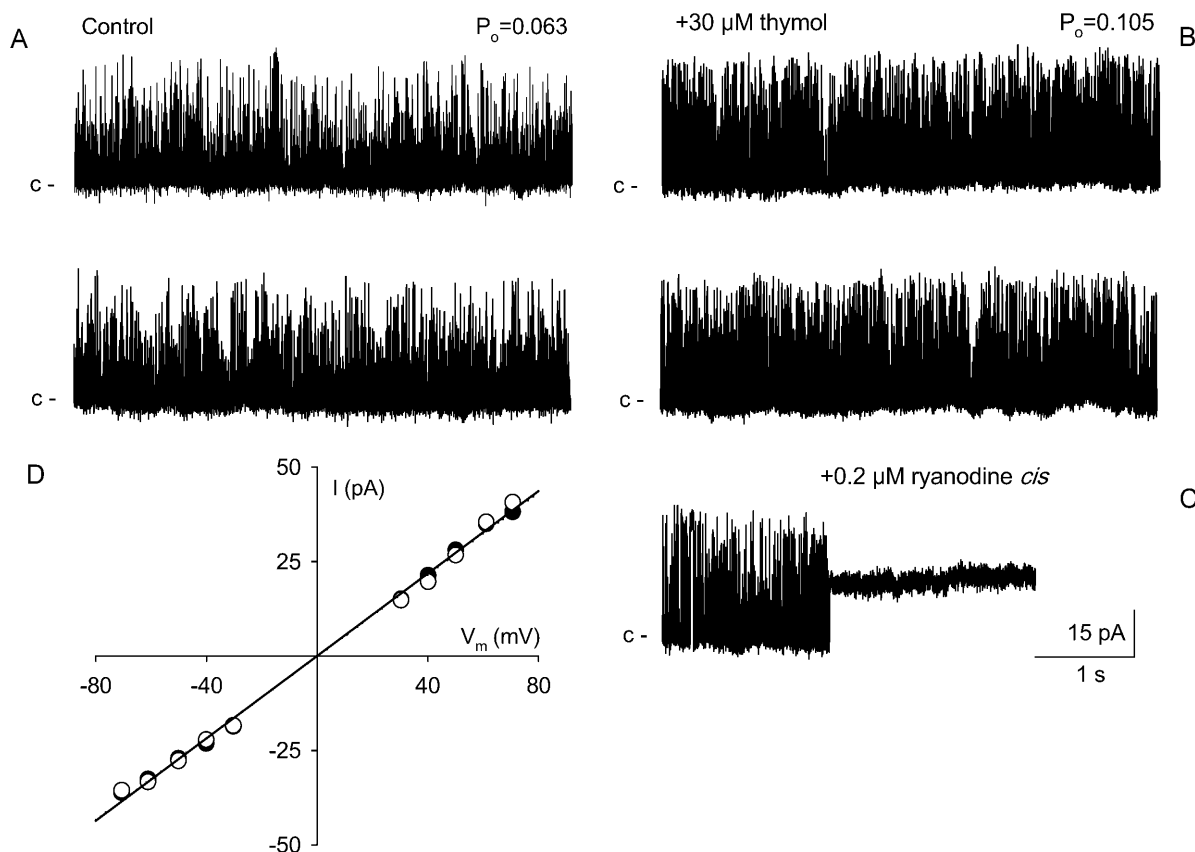 A
Control
Po=0.063
c -
c -
+30 μM thymol
Po=0.105
B
c -
c -
D
50
I (pA)
25
Vm (mV)
-80
-40
40
80
-25
-50
+0.2 μM ryanodine cis
C
c -
15 pA
1 s